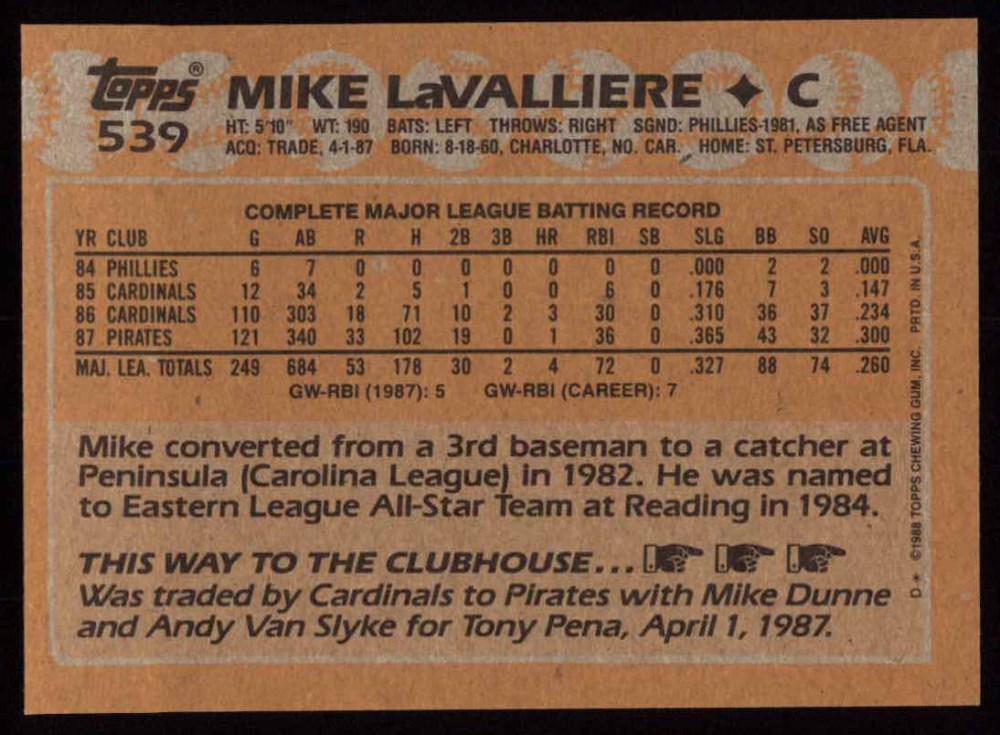 topps® MIKE LaVALLIERE ✦ C
539 HT: 5'10" WT: 190 BATS: LEFT THROWS: RIGHT SGND: PHILLIES-1981, AS FREE AGENT
ACQ: TRADE, 4-1-87 BORN: 8-18-60, CHARLOTTE, NO. CAR. HOME: ST. PETERSBURG, FLA.
COMPLETE MAJOR LEAGUE BATTING RECORD
YR CLUB G AB R H 2B 3B HR RBI SB SLG BB SO AVG
84 PHILLIES 6 7 0 0 0 0 0 0 0 .000 2 2 .000
85 CARDINALS 12 34 2 5 1 0 0 6 0 .176 7 3 .147
86 CARDINALS 110 303 18 71 10 2 3 30 0 .310 36 37 .234
87 PIRATES 121 340 33 102 19 0 1 36 0 .365 43 32 .300
MAJ. LEA. TOTALS 249 684 53 178 30 2 4 72 0 .327 88 74 .260
GW-RBI (1987): 5 GW-RBI (CAREER): 7
Mike converted from a 3rd baseman to a catcher at
Peninsula (Carolina League) in 1982. He was named
to Eastern League All-Star Team at Reading in 1984.
THIS WAY TO THE CLUBHOUSE...
Was traded by Cardinals to Pirates with Mike Dunne
and Andy Van Slyke for Tony Pena, April 1, 1987.
D* ©1988 TOPPS CHEWING GUM, INC. PRTD. IN U.S.A.